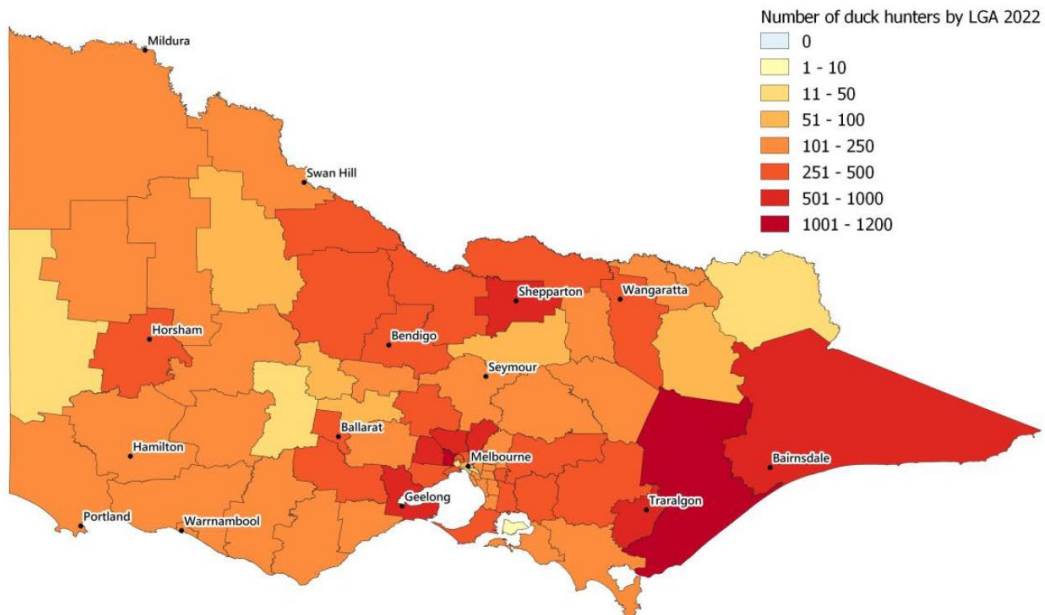 Number of duck hunters by LGA 2022
0
1 - 10
11 - 50
51 - 100
101 - 250
251 - 500
501 - 1000
1001 - 1200
Mildura
Swan Hill
Shepparton
Wangaratta
Horsham
Bendigo
Seymour
Ballarat
Hamilton
Melbourne
Bairnsdale
Geelong
Traralgon
Portland
Warrnambool